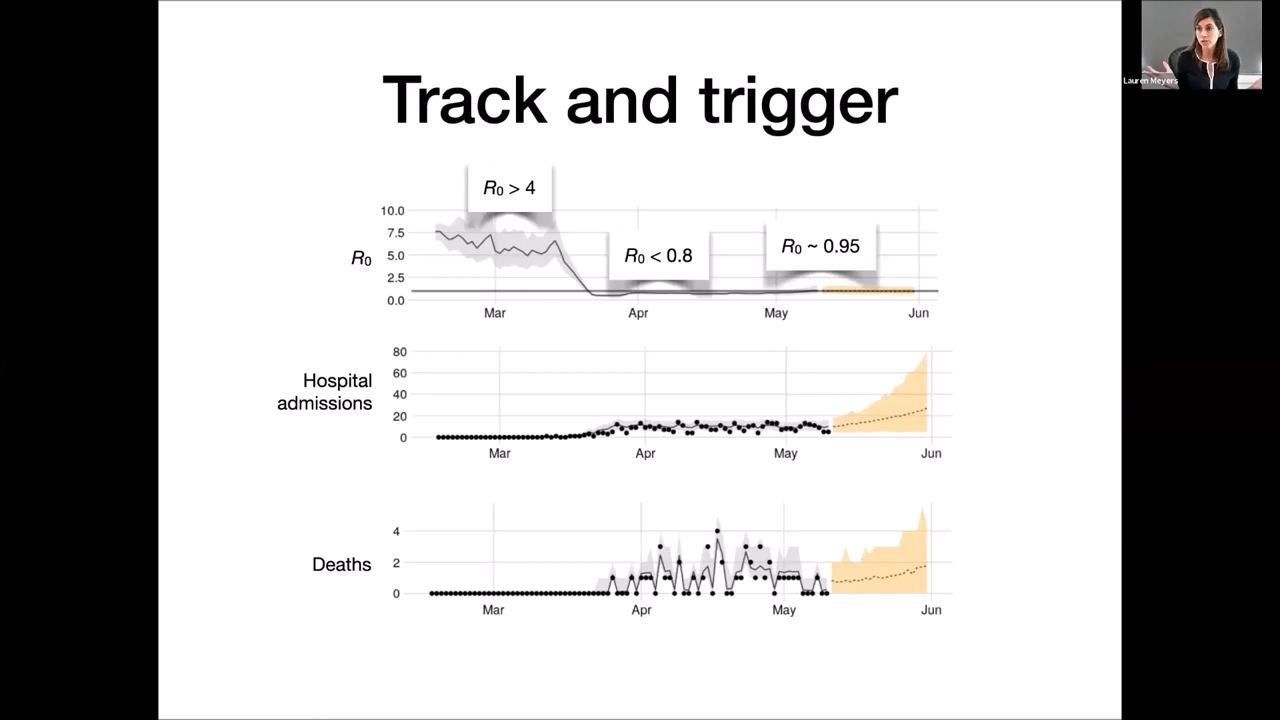 Track and trigger
Lauren Meyers
R0 > 4
R0 < 0.8
R0 ~ 0.95
R0
10.0
7.5
5.0
2.5
0.0
Mar Apr May Jun
Hospital
admissions
80
60
40
20
0
Mar Apr May Jun
Deaths
4
2
0
Mar Apr May Jun